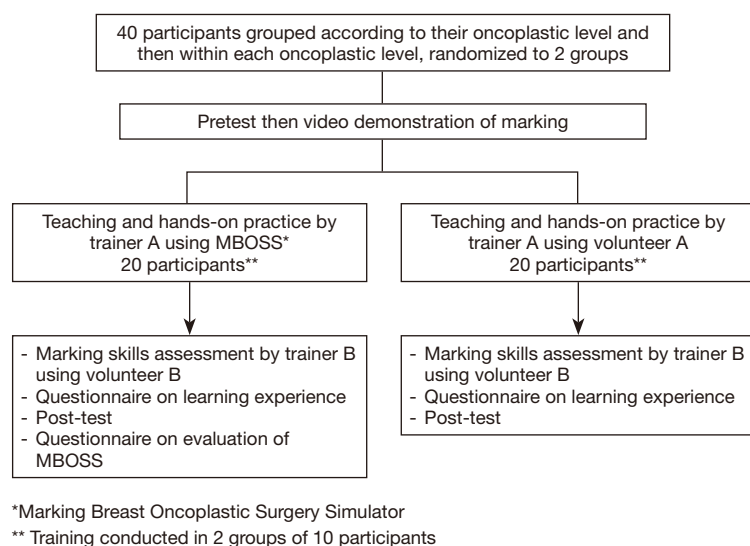 40 participants grouped according to their oncoplastic level and
then within each oncoplastic level, randomized to 2 groups
Pretest then video demonstration of marking
Teaching and hands-on practice by
trainer A using MBOSS*
20 participants**
Teaching and hands-on practice by
trainer A using volunteer A
20 participants**
- Marking skills assessment by trainer B
using volunteer B
- Questionnaire on learning experience
- Post-test
- Questionnaire on evaluation of
MBOSS
- Marking skills assessment by trainer B
using volunteer B
- Questionnaire on learning experience
- Post-test
*Marking Breast Oncoplastic Surgery Simulator
** Training conducted in 2 groups of 10 participants